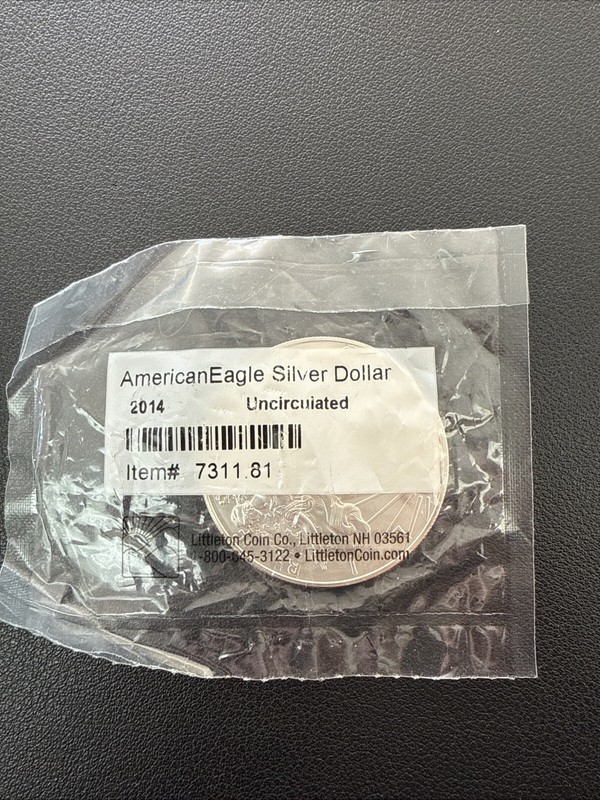 AmericanEagle Silver Dollar
2014 Uncirculated
Item# 7311.81
Littleton Coin Co., Littleton NH 03561
1-800-645-3122 • LittletonCoin.com